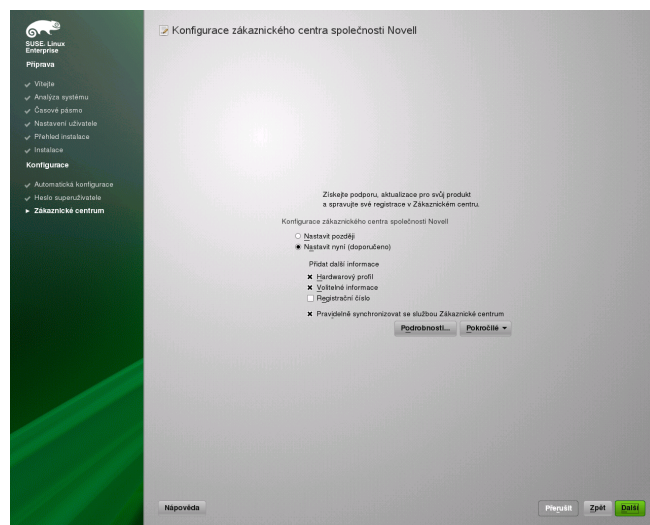 SUSE. Linux
Enterprise
Příprava
Vítejte
Analýza systému
Časové pásmo
Nastavení uživatele
Přehled instalace
Instalace
Konfigurace
Automatická konfigurace
Heslo superuživatele
Zákaznické centrum
Konfigurace zákaznického centra společnosti Novell
Získejte podporu, aktualizace pro svůj produkt
a spravujte své registrace v Zákaznickém centru.
Konfigurace zákaznického centra společnosti Novell
Nastavit později
Nastavit nyní (doporučeno)
Přidat další informace
Hardwarový profil
Volitelné informace
Registrační číslo
Pravidelně synchronizovat se službou Zákaznické centrum
Podrobnosti... Pokročilé
Nápověda Přerušit Zpět Další